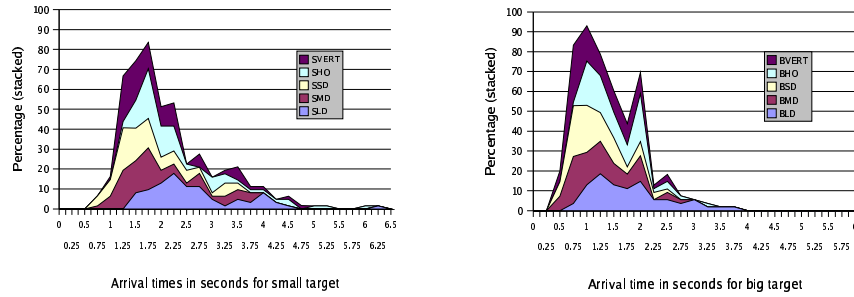 100
90
80
70
60
50
40
30
20
10
0
Percentage (stacked)
SVERT
SHO
SSD
SMD
SLD
0 0.5 1 1.5 2 2.5 3 3.5 4 4.5 5 5.5 6 6.5
0.25 0.75 1.25 1.75 2.25 2.75 3.25 3.75 4.25 4.75 5.25 5.75 6.25
Arrival times in seconds for small target
100
90
80
70
60
50
40
30
20
10
0
Percentage (stacked)
BVERT
BHO
BSD
BMD
BLD
0 0.5 1 1.5 2 2.5 3 3.5 4 4.5 5 5.5 6
0.25 0.75 1.25 1.75 2.25 2.75 3.25 3.75 4.25 4.75 5.25 5.75
Arrival time in seconds for big target